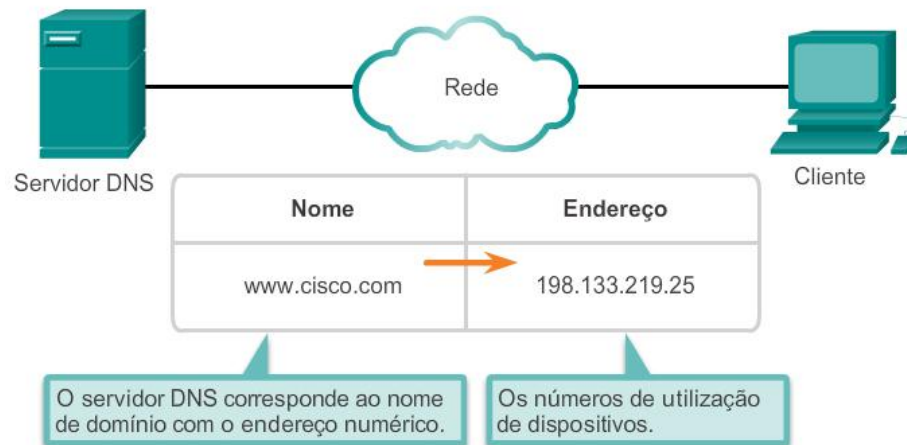 Rede
Servidor DNS
Cliente
Nome Endereço
www.cisco.com 198.133.219.25
O servidor DNS corresponde ao nome
de domínio com o endereço numérico.
Os números de utilização
de dispositivos.